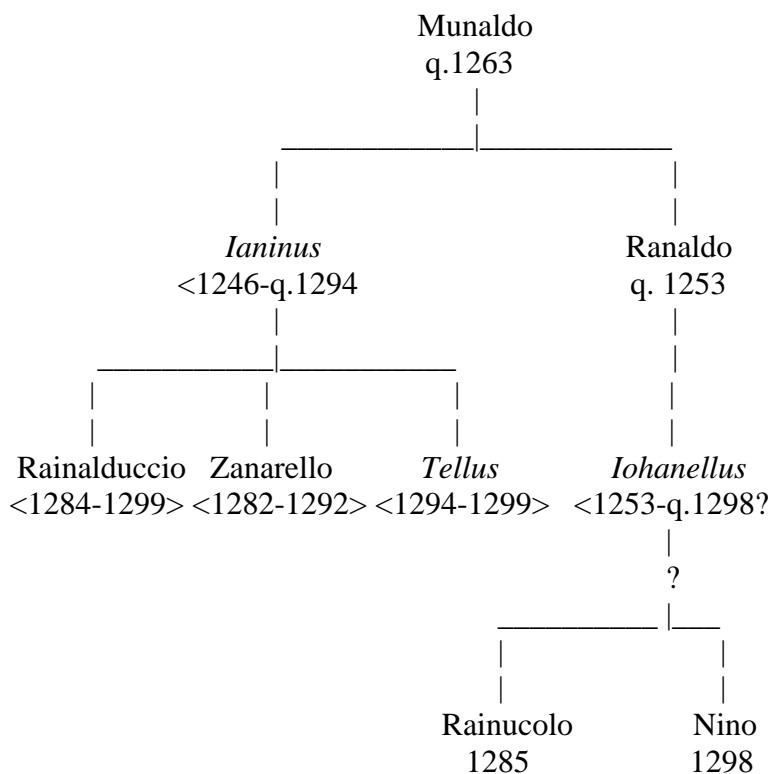 Munaldo
q.1263
Ianinus Ranaldo
<1246-q.1294 q. 1253
Rainalduccio Zanarello Tellus Iohanellus
<1284-1299> <1282-1292> <1294-1299> <1253-q.1298?
?
Rainucolo Nino
1285 1298